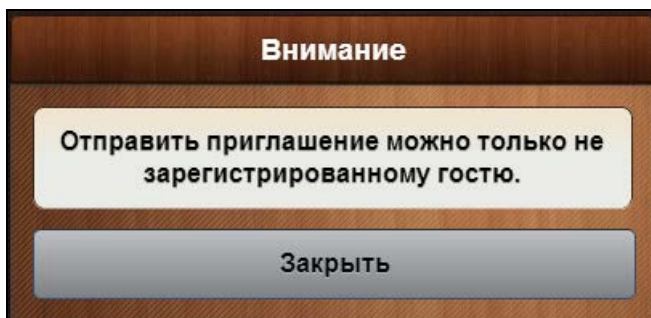 Внимание
Отправить приглашение можно только не
зарегистрированному гостю.
Закрыть